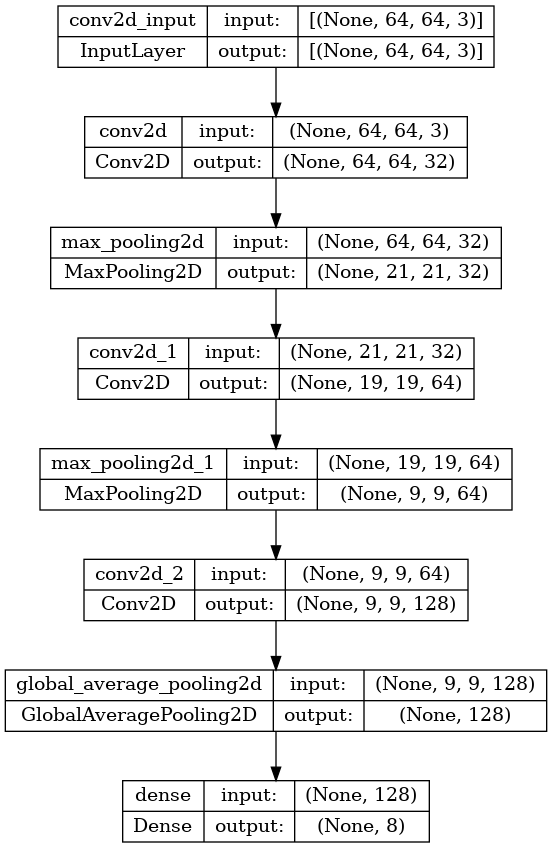 conv2d_input input: [(None, 64, 64, 3)]
InputLayer output: [(None, 64, 64, 3)]
conv2d input: (None, 64, 64, 3)
Conv2D output: (None, 64, 64, 32)
max_pooling2d input: (None, 64, 64, 32)
MaxPooling2D output: (None, 21, 21, 32)
conv2d_1 input: (None, 21, 21, 32)
Conv2D output: (None, 19, 19, 64)
max_pooling2d_1 input: (None, 19, 19, 64)
MaxPooling2D output: (None, 9, 9, 64)
conv2d_2 input: (None, 9, 9, 64)
Conv2D output: (None, 9, 9, 128)
global_average_pooling2d input: (None, 9, 9, 128)
GlobalAveragePooling2D output: (None, 128)
dense input: (None, 128)
Dense output: (None, 8)